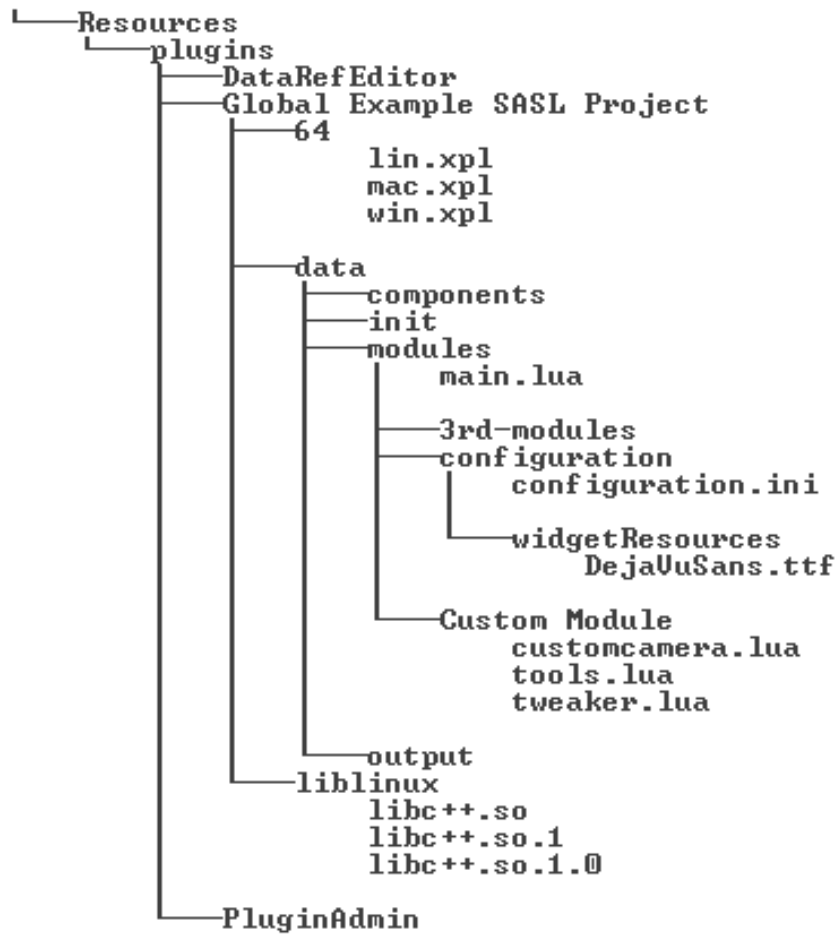 Resources
plugins
DataRefEditor
Global Example SASL Project
64
lin.xpl
mac.xpl
win.xpl
data
components
init
modules
main.lua
3rd-modules
configuration
configuration.ini
widgetResources
DejaVuSans.ttf
Custom Module
customcamera.lua
tools.lua
tweaker.lua
output
liblinux
libc++.so
libc++.so.1
libc++.so.1.0
PluginAdmin